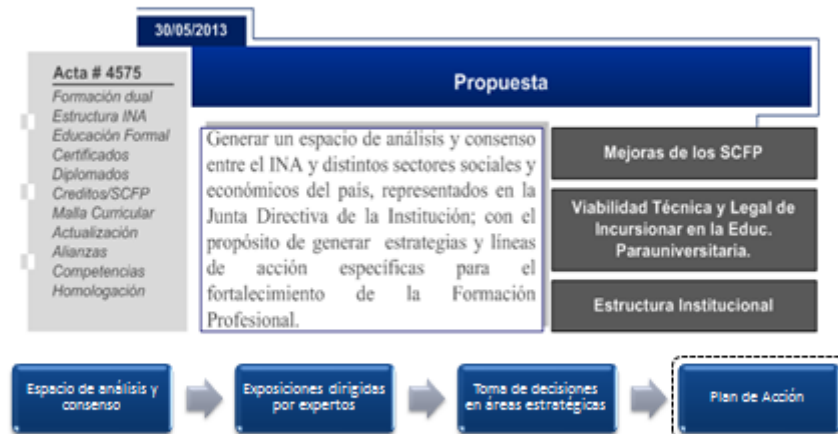 30/05/2013
Acta # 4575
Formación dual
Estructura INA
Educación Formal
Certificados
Diplomados
Creditos/SCFP
Malla Curricular
Actualización
Alianzas
Competencias
Homologación
Propuesta
Generar un espacio de análisis y consenso
entre el INA y distintos sectores sociales y
económicos del país, representados en la
Junta Directiva de la Institución; con el
propósito de generar estrategias y líneas
de acción específicas para el
fortalecimiento de la Formación
Profesional.
Mejoras de los SCFP
Viabilidad Técnica y Legal de
Incursionar en la Educ.
Parauniversitaria.
Estructura Institucional
Espacio de análisis y
consenso
Exposiciones dirigidas
por expertos
Toma de decisiones
en áreas estratégicas
Plan de Acción